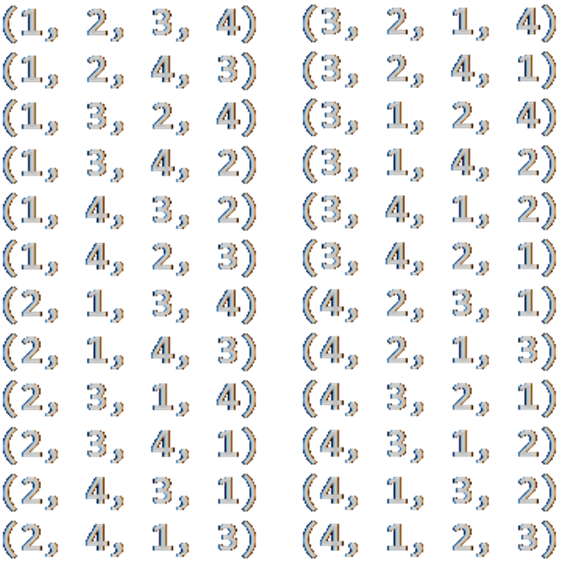 (1, 2, 3, 4) (3, 2, 1, 4)
(1, 2, 4, 3) (3, 2, 4, 1)
(1, 3, 2, 4) (3, 1, 2, 4)
(1, 3, 4, 2) (3, 1, 4, 2)
(1, 4, 3, 2) (3, 4, 1, 2)
(1, 4, 2, 3) (3, 4, 2, 1)
(2, 1, 3, 4) (4, 2, 3, 1)
(2, 1, 4, 3) (4, 2, 1, 3)
(2, 3, 1, 4) (4, 3, 2, 1)
(2, 3, 4, 1) (4, 3, 1, 2)
(2, 4, 3, 1) (4, 1, 3, 2)
(2, 4, 1, 3) (4, 1, 2, 3)